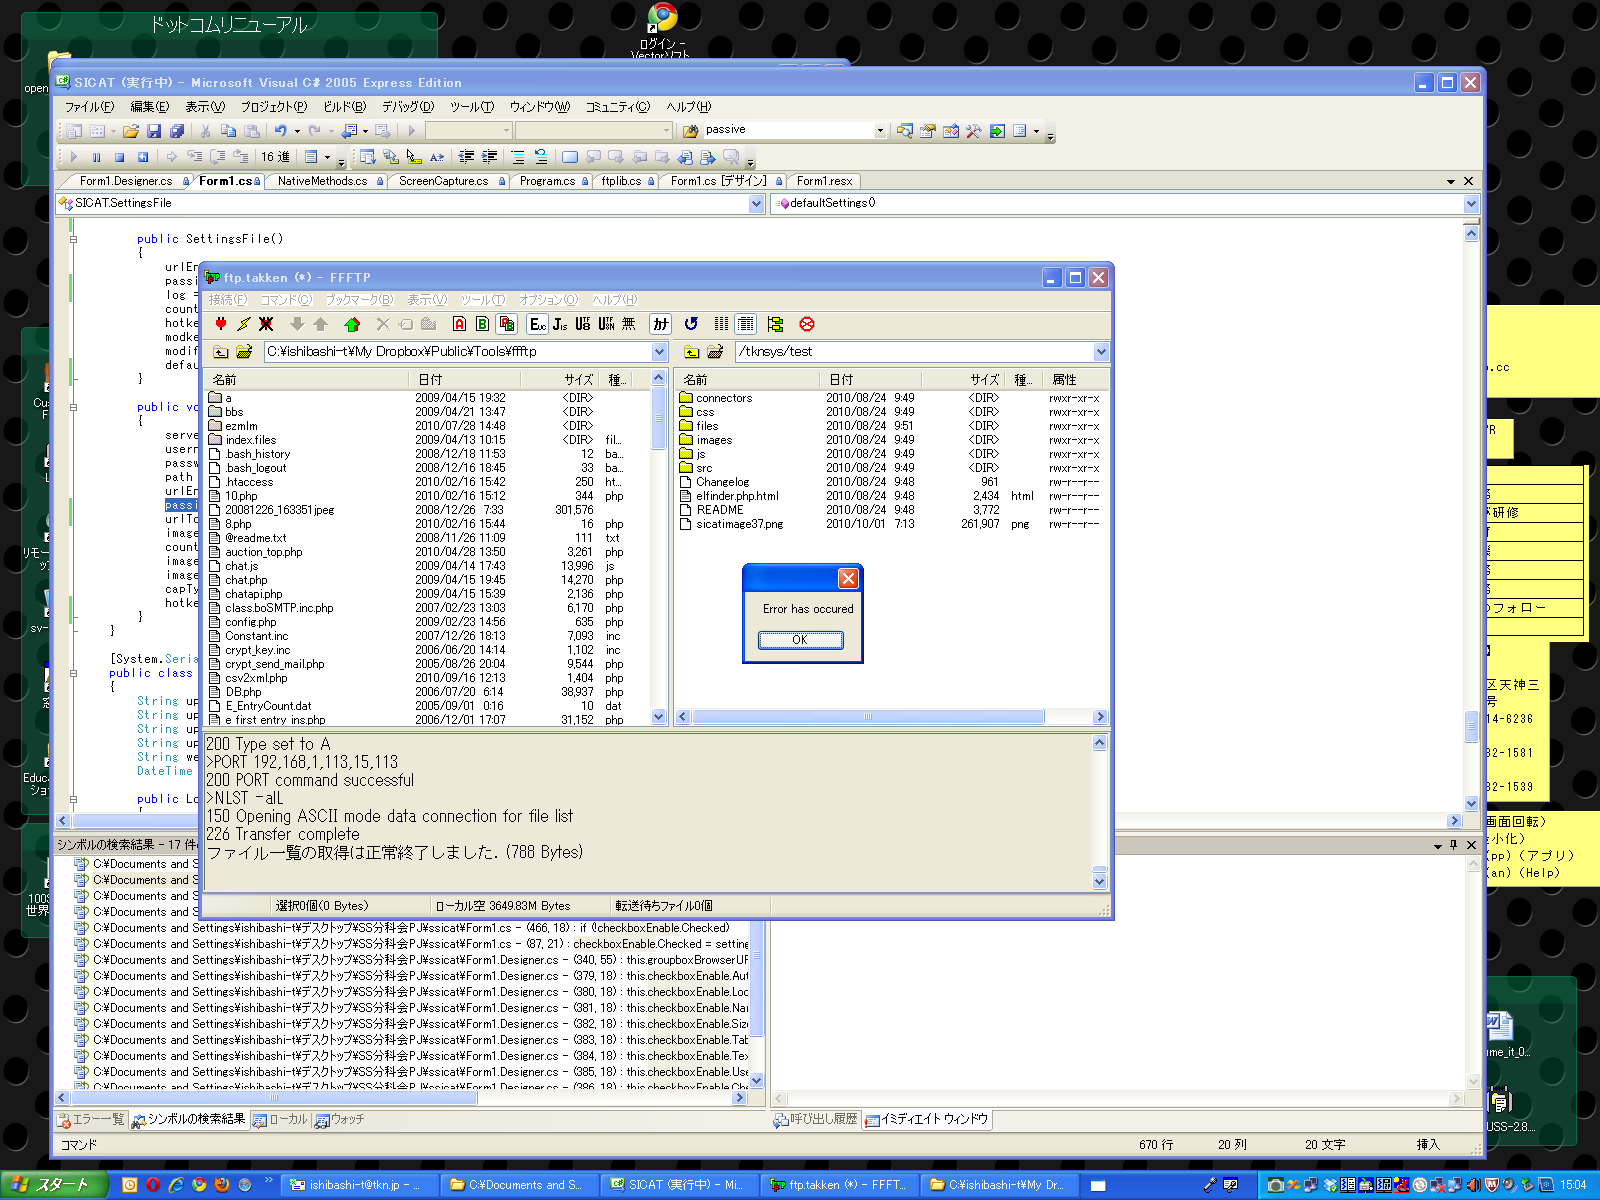 ドットコムリニューアル
ログイン -
Vectorソフト
open
SICAT (実行中) - Microsoft Visual C# 2005 Express Edition
ファイル(F) 編集(E) 表示(V) プロジェクト(P) ビルド(B) デバッグ(D) ツール(T) ウィンドウ(W) コミュニティ(C) ヘルプ(H)
passive
16 進
Form1.Designer.cs Form1.cs NativeMethods.cs ScreenCapture.cs Program.cs ftplib.cs Form1.cs [デザイン] Form1.resx
SICAT.SettingsFile defaultSettings()
public SettingsFile()
{
urlEn
passi
log =
count
hotke
modke
modif
defau
}
public vo
{
serve
usern
passw
path
urlEn
passi
urlTo
image
count
image
image
capTy
hotke
}
}
[System.Seria
public class
{
String up
String up
String up
String up
String we
DateTime
public Lo
{
ftp.takken (*) - FFFTP
接続(F) コマンド(C) ブックマーク(B) 表示(V) ツール(T) オプション(O) ヘルプ(H)
A B Euc Jis UTF8 UTF8N 無 カナ
C:¥ishibashi-t¥My Dropbox¥Public¥Tools¥ffftp
名前 日付 サイズ 種...
a 2009/04/15 19:32 <DIR>
bbs 2009/04/21 13:47 <DIR>
ezmlm 2010/07/28 14:48 <DIR>
index.files 2009/04/13 10:15 <DIR> fil...
.bash_history 2008/12/18 11:53 12 ba...
.bash_logout 2008/12/16 18:45 33 ba...
.htaccess 2010/02/16 15:42 250 ht...
10.php 2010/02/16 15:12 344 php
20081226_163351jpeg 2008/12/26 7:33 301,576
8.php 2010/02/16 15:44 16 php
@readme.txt 2008/11/26 11:09 111 txt
auction_top.php 2010/04/28 13:50 3,261 php
chat.js 2009/04/14 17:43 13,996 js
chat.php 2009/04/15 19:45 14,270 php
chatapi.php 2009/04/15 15:39 2,136 php
class.boSMTP.inc.php 2007/02/23 13:03 6,170 php
config.php 2009/02/23 14:56 635 php
Constant.inc 2007/12/26 18:13 7,093 inc
crypt_key.inc 2006/06/20 14:14 1,102 inc
crypt_send_mail.php 2005/08/26 20:04 9,544 php
csv2xml.php 2010/09/16 12:13 1,404 php
DB.php 2006/07/20 6:14 38,937 php
E_EntryCount.dat 2005/09/01 0:16 10 dat
e_first_entry_ins.php 2006/12/01 17:07 31,152 php
/tknsys/test
名前 日付 サイズ 種... 属性
connectors 2010/08/24 9:49 <DIR> rwxr-xr-x
css 2010/08/24 9:49 <DIR> rwxr-xr-x
files 2010/08/24 9:51 <DIR> rwxr-xr-x
images 2010/08/24 9:49 <DIR> rwxr-xr-x
js 2010/08/24 9:49 <DIR> rwxr-xr-x
src 2010/08/24 9:49 <DIR> rwxr-xr-x
Changelog 2010/08/24 9:48 961 rw-r--r--
elfinder.php.html 2010/08/24 9:48 2,434 html rw-r--r--
README 2010/08/24 9:48 3,772 rw-r--r--
sicatimage37.png 2010/10/01 7:13 261,907 png rw-r--r--
Error has occured
OK
200 Type set to A
>PORT 192,168,1,113,15,113
200 PORT command successful
>NLST -alL
150 Opening ASCII mode data connection for file list
226 Transfer complete
ファイル一覧の取得は正常終了しました. (788 Bytes)
選択0個(0 Bytes) ローカル空 3649.83M Bytes 転送待ちファイル0個
シンボルの検索結果 - 17 件
C:¥Documents and S
C:¥Documents and S
C:¥Documents and S
C:¥Documents and S
C:¥Documents and Settings¥ishibashi-t¥デスクトップ¥SS分科会PJ¥ssicat¥Form1.cs - (466, 18) : if (!checkboxEnable.Checked)
C:¥Documents and Settings¥ishibashi-t¥デスクトップ¥SS分科会PJ¥ssicat¥Form1.cs - (87, 21) : checkboxEnable.Checked = setting
C:¥Documents and Settings¥ishibashi-t¥デスクトップ¥SS分科会PJ¥ssicat¥Form1.Designer.cs - (340, 55) : this.groupboxBrowserUR
C:¥Documents and Settings¥ishibashi-t¥デスクトップ¥SS分科会PJ¥ssicat¥Form1.Designer.cs - (379, 18) : this.checkboxEnable.Aut
C:¥Documents and Settings¥ishibashi-t¥デスクトップ¥SS分科会PJ¥ssicat¥Form1.Designer.cs - (380, 18) : this.checkboxEnable.Loc
C:¥Documents and Settings¥ishibashi-t¥デスクトップ¥SS分科会PJ¥ssicat¥Form1.Designer.cs - (381, 18) : this.checkboxEnable.Nar
C:¥Documents and Settings¥ishibashi-t¥デスクトップ¥SS分科会PJ¥ssicat¥Form1.Designer.cs - (382, 18) : this.checkboxEnable.Size
C:¥Documents and Settings¥ishibashi-t¥デスクトップ¥SS分科会PJ¥ssicat¥Form1.Designer.cs - (383, 18) : this.checkboxEnable.Tab
C:¥Documents and Settings¥ishibashi-t¥デスクトップ¥SS分科会PJ¥ssicat¥Form1.Designer.cs - (384, 18) : this.checkboxEnable.Tex
C:¥Documents and Settings¥ishibashi-t¥デスクトップ¥SS分科会PJ¥ssicat¥Form1.Designer.cs - (385, 18) : this.checkboxEnable.Use
C:¥Documents and Settings¥ishibashi-t¥デスクトップ¥SS分科会PJ¥ssicat¥Form1.Designer.cs - (386, 18) : this.checkboxEnable.Che
エラー一覧 シンボルの検索結果 ローカル ウォッチ
呼び出し履歴 イミディエイト ウィンドウ
コマンド 670 行 20 列 20 文字 挿入
.cc
研修
のフォロー
区天神三
号
14-6236
32-1581
32-1539
画面回転)
小化)
(pp) (アプリ)
(an) (Help)
ume_it_0...
USS-2.8...
リモー
sv-
Educ
ショ
100S
世界
スタート
ishibashi-t@tkn.jp - ...
C:¥Documents and S...
SICAT (実行中) - Mi...
ftp.takken (*) - FFFT...
C:¥ishibashi-t¥My Dr...
15:04